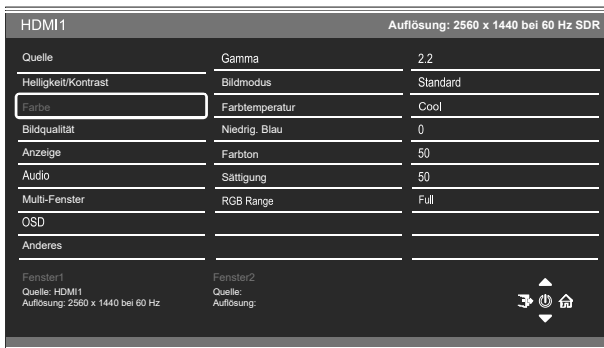 HDMI1 Auflösung: 2560 x 1440 bei 60 Hz SDR
Quelle Gamma 2.2
Helligkeit/Kontrast Bildmodus Standard
Farbe Farbtemperatur Cool
Bildqualität Niedrig. Blau 0
Anzeige Farbton 50
Audio Sättigung 50
Multi-Fenster RGB Range Full
OSD
Anderes
Fenster1 Fenster2
Quelle: HDMI1 Quelle:
Auflösung: 2560 x 1440 bei 60 Hz Auflösung: